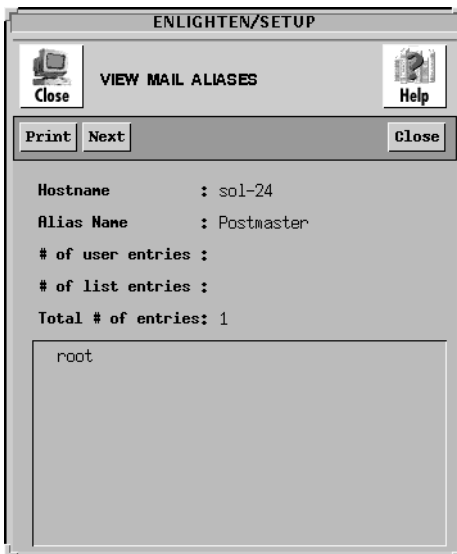 ENLIGHTEN/SETUP
Close
VIEW MAIL ALIASES
Help
Print Next Close
Hostname : sol-24
Alias Name : Postmaster
# of user entries :
# of list entries :
Total # of entries: 1
root